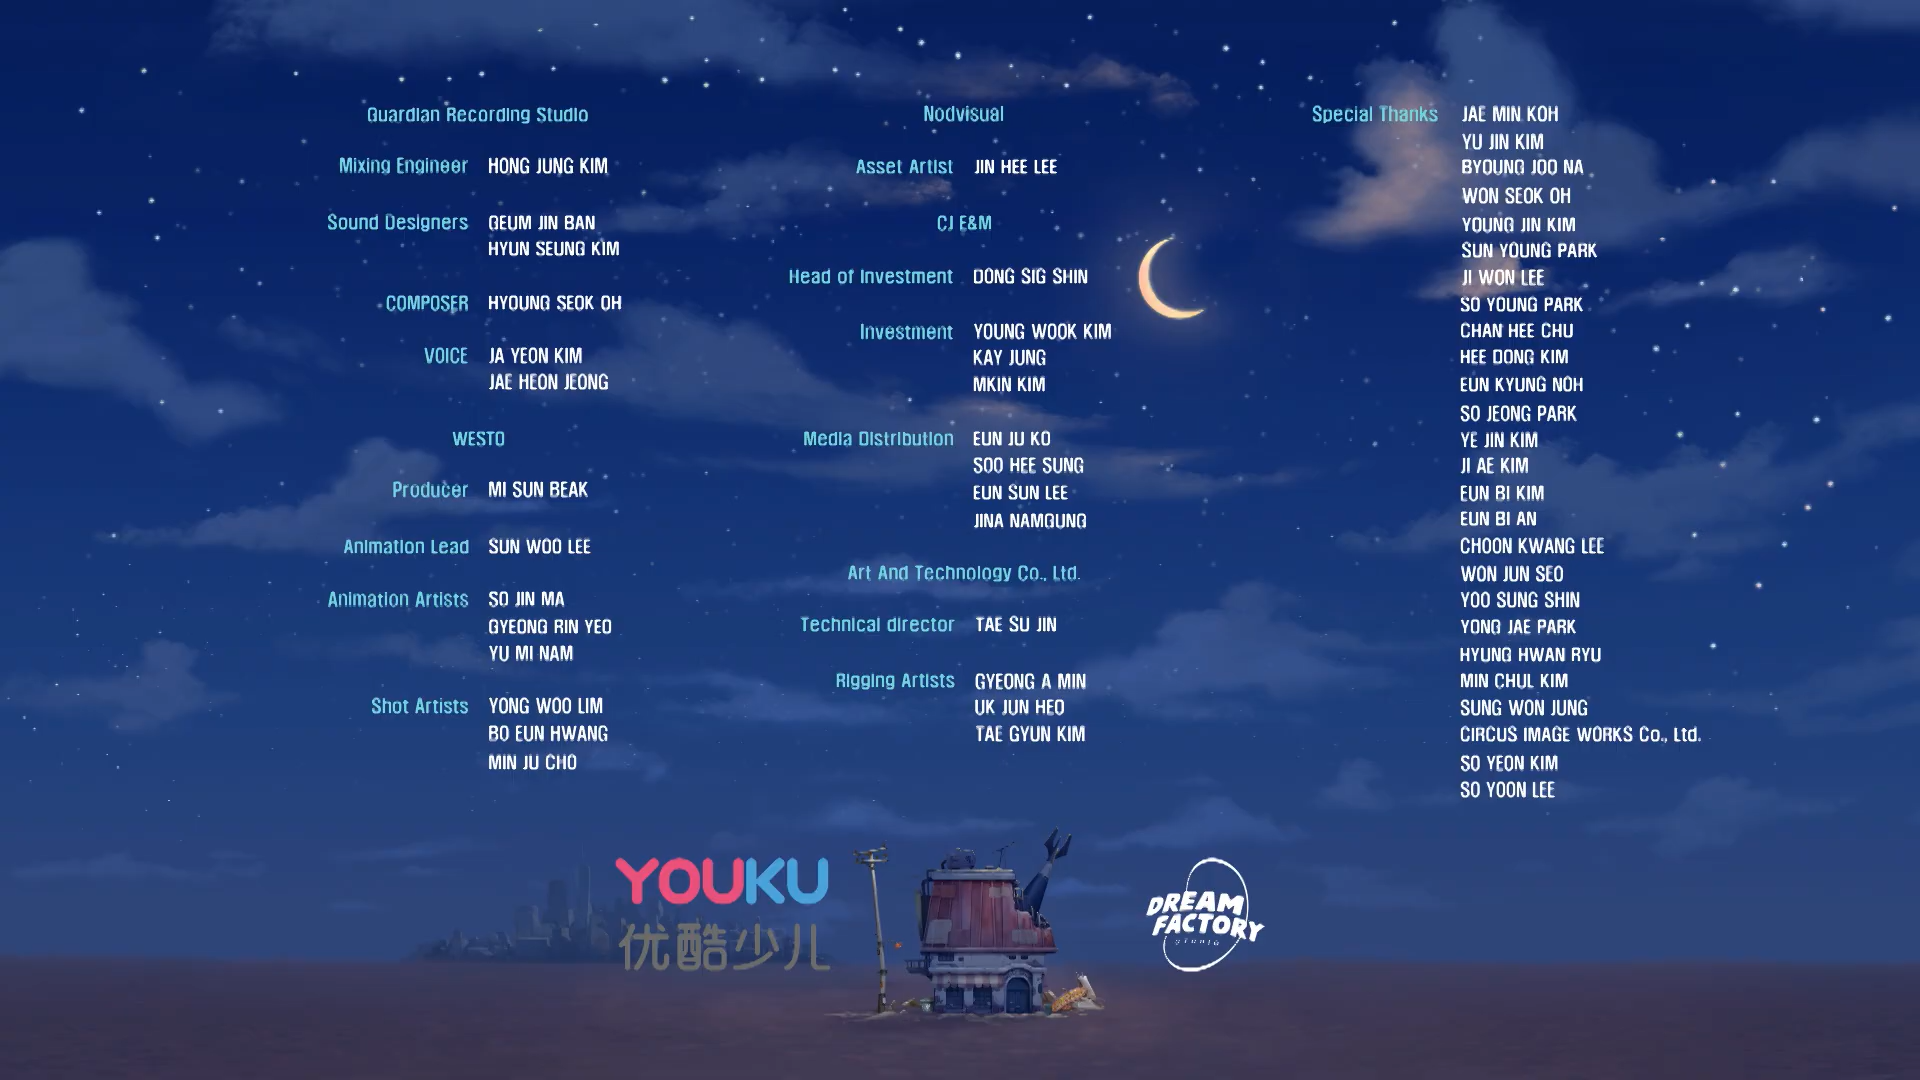 Guardian Recording Studio
Mixing Engineer HONG JUNG KIM
Sound Designers GEUM JIN BAN
HYUN SEUNG KIM
COMPOSER HYOUNG SEOK OH
VOICE JA YEON KIM
JAE HEON JEONG
WESTO
Producer MI SUN BEAK
Animation Lead SUN WOO LEE
Animation Artists SO JIN MA
GYEONG RIN YEO
YU MI NAM
Shot Artists YONG WOO LIM
BO EUN HWANG
MIN JU CHO
Nodvisual
Asset Artist JIN HEE LEE
CJ E&M
Head of Investment DONG SIG SHIN
Investment YOUNG WOOK KIM
KAY JUNG
MKIN KIM
Media Distribution EUN JU KO
SOO HEE SUNG
EUN SUN LEE
JINA NAMGUNG
Art And Technology Co., Ltd.
Technical director TAE SU JIN
Rigging Artists GYEONG A MIN
UK JUN HEO
TAE GYUN KIM
Special Thanks JAE MIN KOH
YU JIN KIM
BYOUNG JOO NA
WON SEOK OH
YOUNG JIN KIM
SUN YOUNG PARK
JI WON LEE
SO YOUNG PARK
CHAN HEE CHU
HEE DONG KIM
EUN KYUNG NOH
SO JEONG PARK
YE JIN KIM
JI AE KIM
EUN BI KIM
EUN BI AN
CHOON KWANG LEE
WON JUN SEO
YOO SUNG SHIN
YONG JAE PARK
HYUNG HWAN RYU
MIN CHUL KIM
SUNG WON JUNG
CIRCUS IMAGE WORKS Co., Ltd.
SO YEON KIM
SO YOON LEE
YOUKU
优酷少儿
DREAM
FACTORY